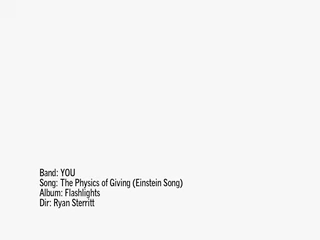 Band: YOU
Song: The Physics of Giving (Einstein Song)
Album: Flashlights
Dir: Ryan Sterritt